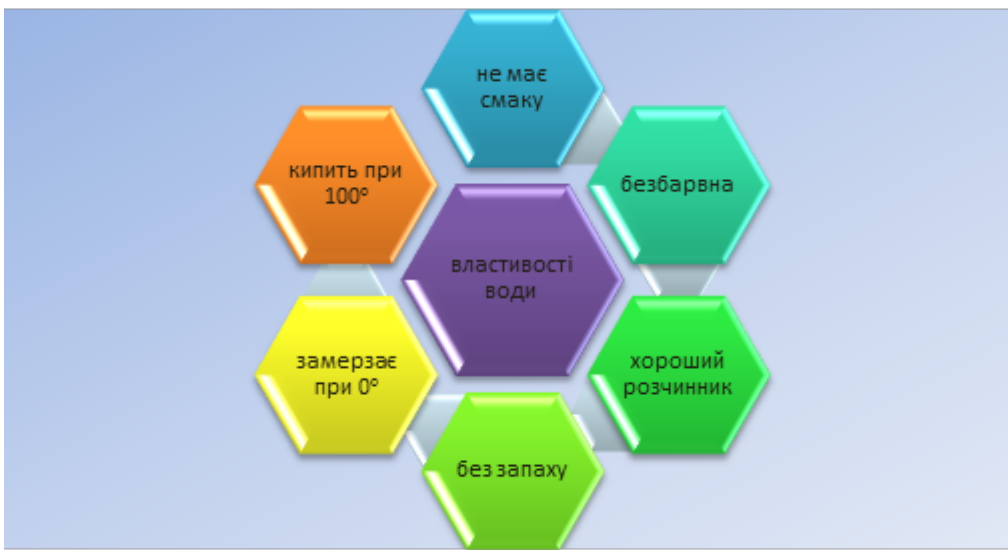 не має
смаку
кипить при
100°
безбарвна
властивості
води
замерзає
при 0°
хороший
розчинник
без запаху